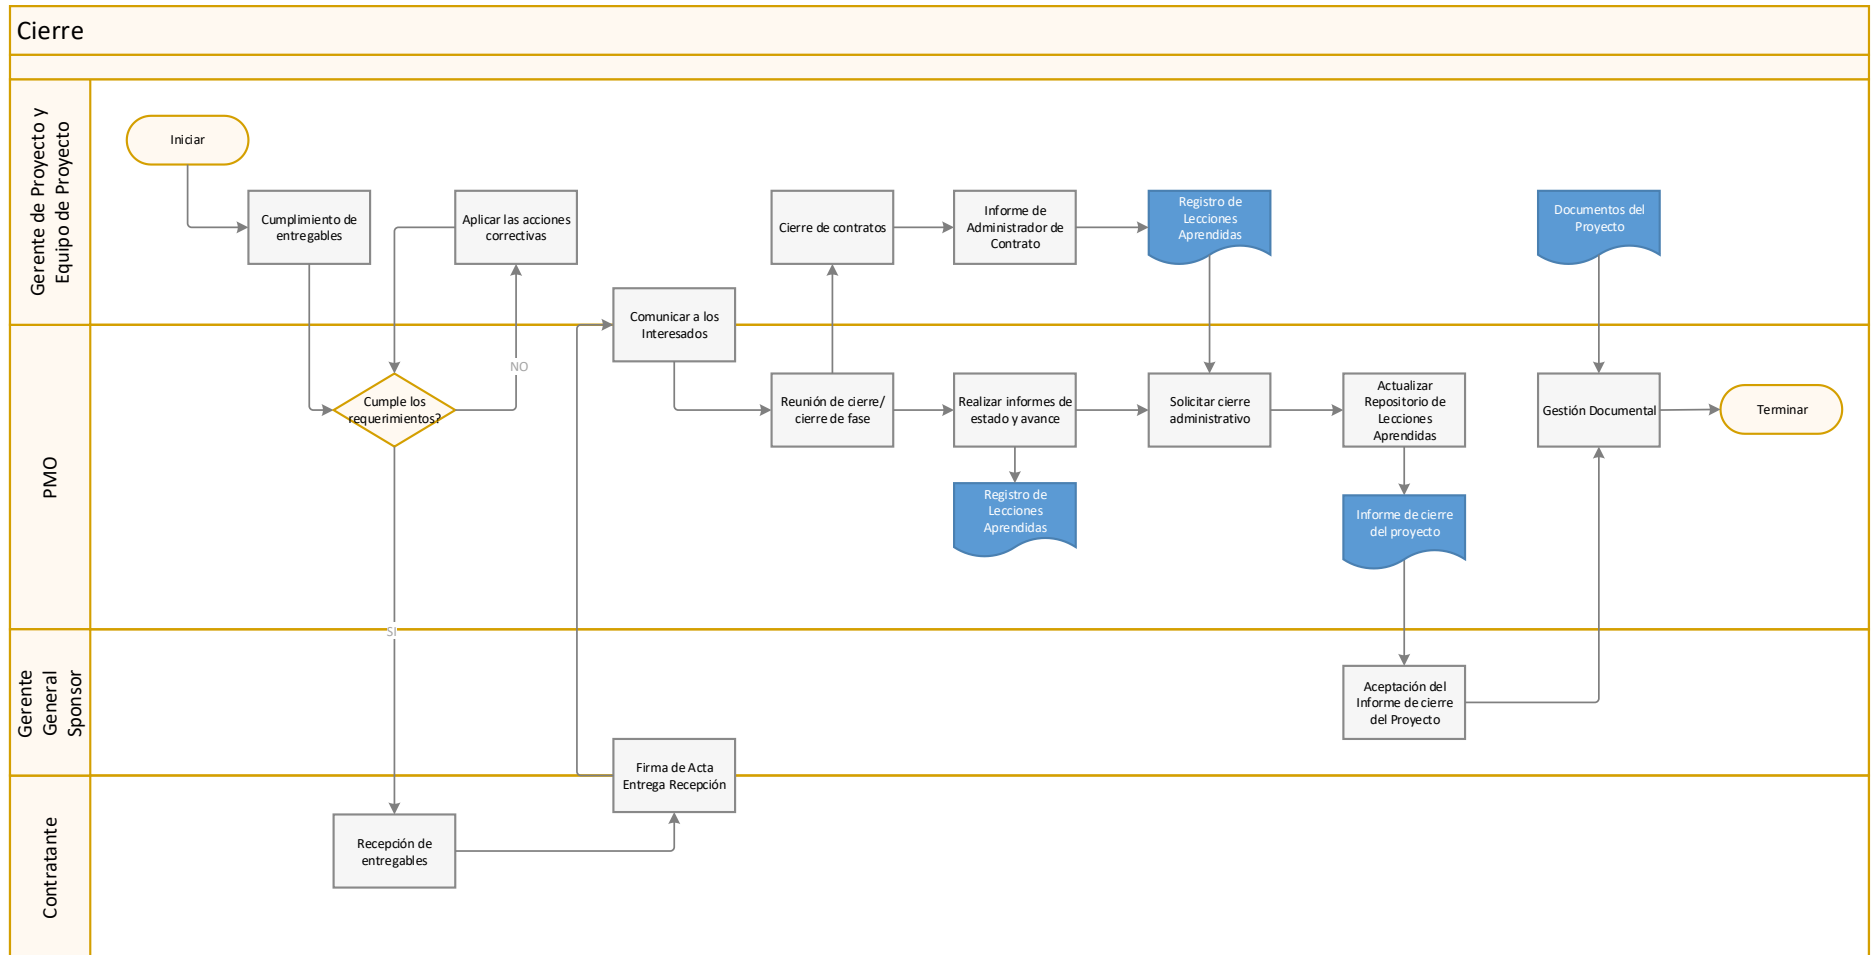 Cierre
Gerente de Proyecto y
Equipo de Proyecto
Iniciar
Cumplimiento de
entregables
Aplicar las acciones
correctivas
Cierre de contratos
Informe de
Administrador de
Contrato
Registro de
Lecciones
Aprendidas
Documentos del
Proyecto
Comunicar a los
Interesados
PMO
NO
Cumple los
requerimientos?
Reunión de cierre/
cierre de fase
Realizar informes de
estado y avance
Solicitar cierre
administrativo
Actualizar
Repositorio de
Lecciones
Aprendidas
Gestión Documental
Terminar
Registro de
Lecciones
Aprendidas
Informe de cierre
del proyecto
SI
Gerente
General
Sponsor
Aceptación del
Informe de cierre
del Proyecto
Firma de Acta
Entrega Recepción
Contratante
Recepción de
entregables